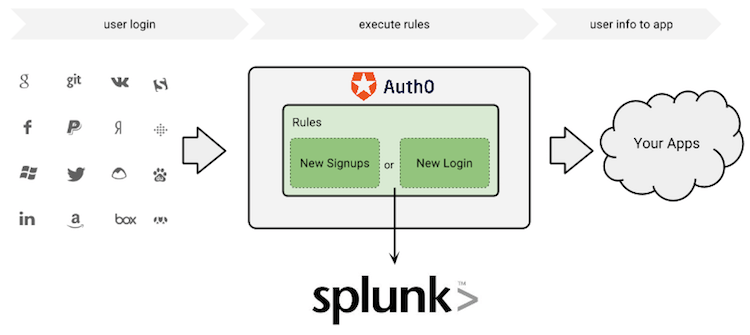 user login
execute rules
user info to app
g
git
f
Я
in
a
box
Auth0
Rules
New Signups or New Login
Your Apps
splunk>™